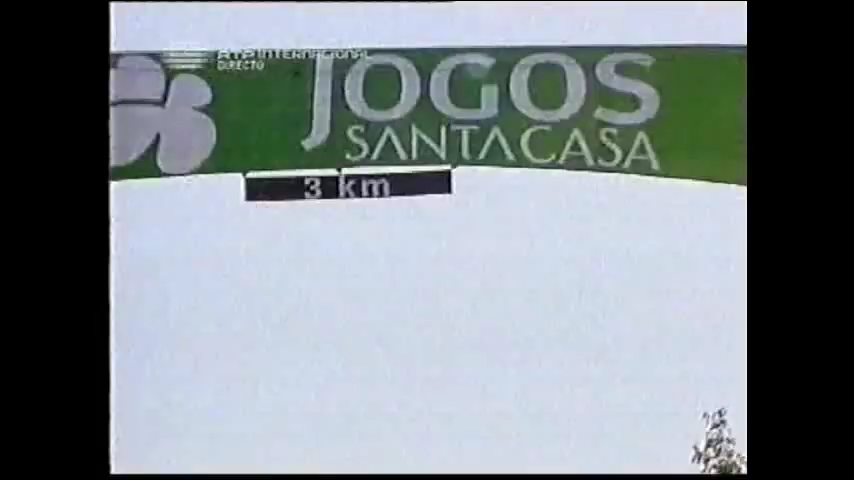 RTP INTERNACIONAL
DIRECTO
JOGOS
SANTACASA
3 km